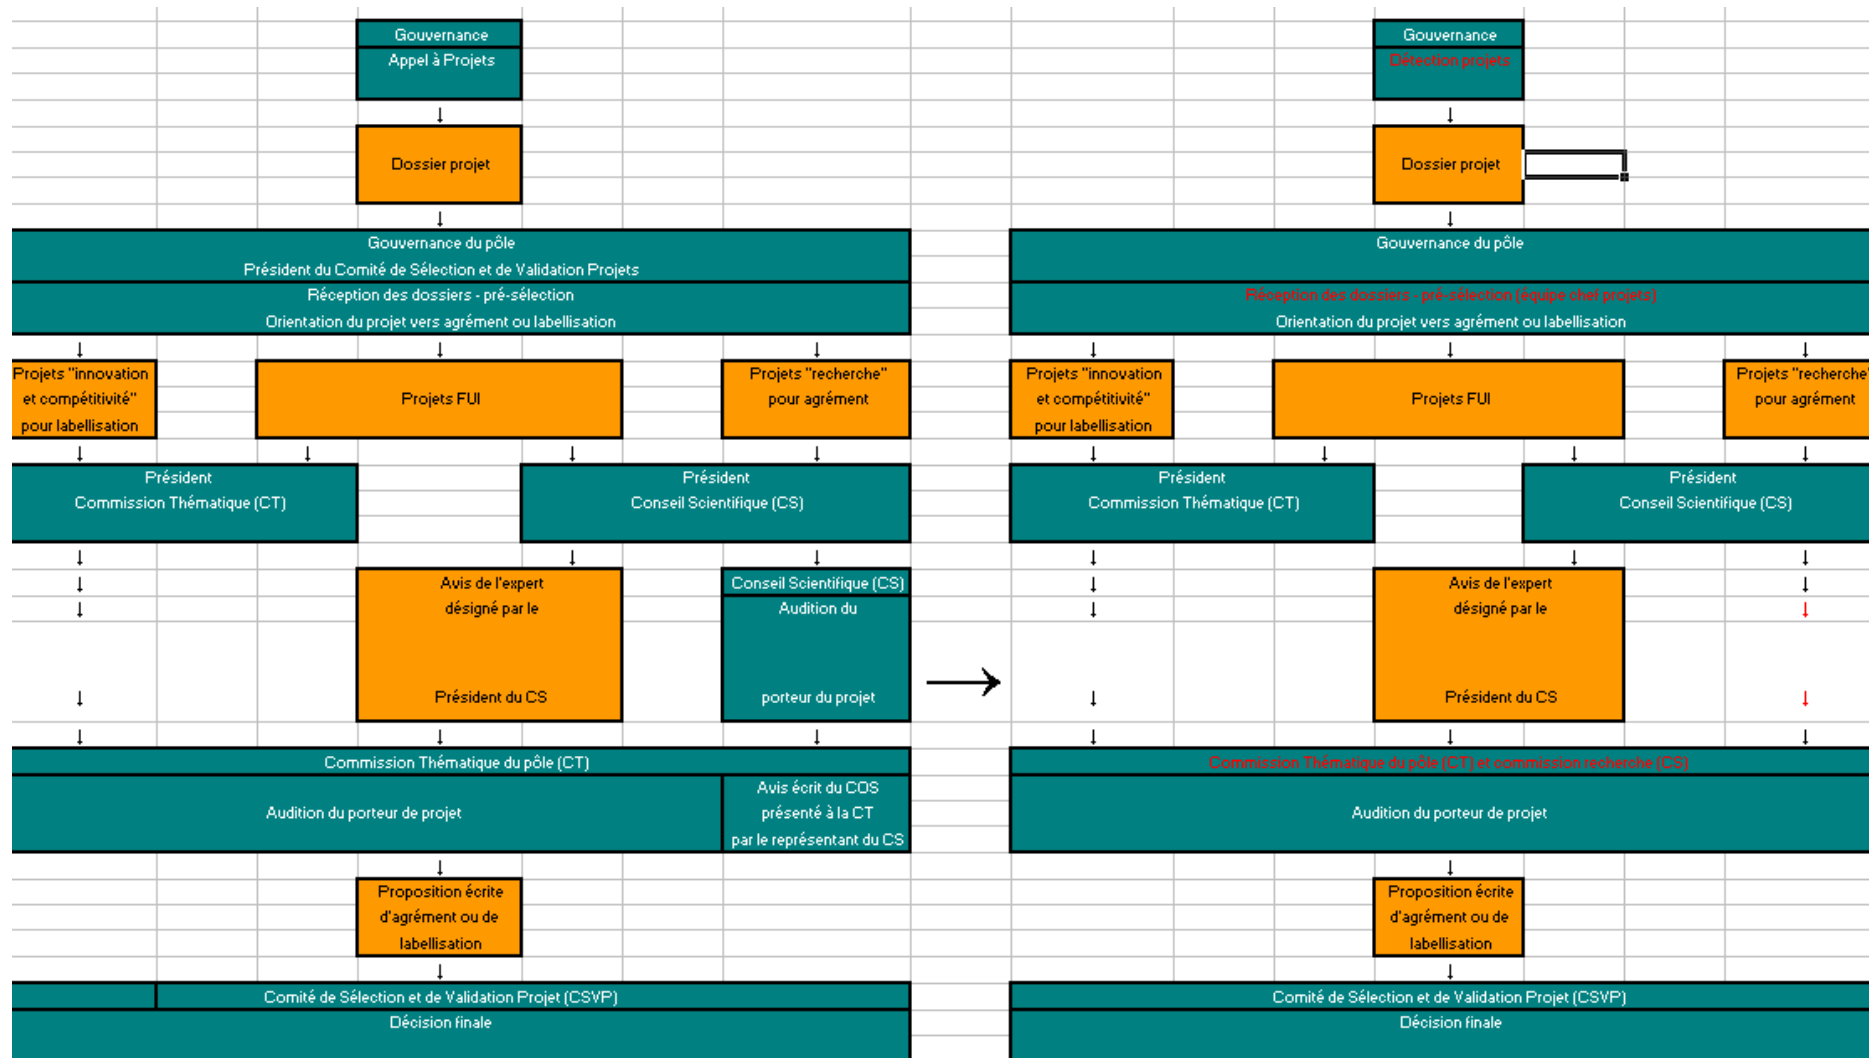 Gouvernance
Appel à Projets
Dossier projet
Gouvernance du pôle
Président du Comité de Sélection et de Validation Projets
Réception des dossiers - pré-sélection
Orientation du projet vers agrément ou labellisation
Projets "innovation
et compétitivité"
pour labellisation
Projets FUI
Projets "recherche"
pour agrément
Président
Commission Thématique (CT)
Président
Conseil Scientifique (CS)
Avis de l'expert
désigné par le
Président du CS
Conseil Scientifique (CS)
Audition du
porteur du projet
Commission Thématique du pôle (CT)
Audition du porteur de projet
Avis écrit du COS
présenté à la CT
par le représentant du CS
Proposition écrite
d'agrément ou de
labellisation
Comité de Sélection et de Validation Projet (CSVP)
Décision finale
Gouvernance
Détection projets
Dossier projet
Gouvernance du pôle
Réception des dossiers - pré-sélection (équipe chef projets)
Orientation du projet vers agrément ou labellisation
Projets "innovation
et compétitivité"
pour labellisation
Projets FUI
Projets "recherche"
pour agrément
Président
Commission Thématique (CT)
Président
Conseil Scientifique (CS)
Avis de l'expert
désigné par le
Président du CS
Commission Thématique du pôle (CT) et commission recherche (CS)
Audition du porteur de projet
Proposition écrite
d'agrément ou de
labellisation
Comité de Sélection et de Validation Projet (CSVP)
Décision finale